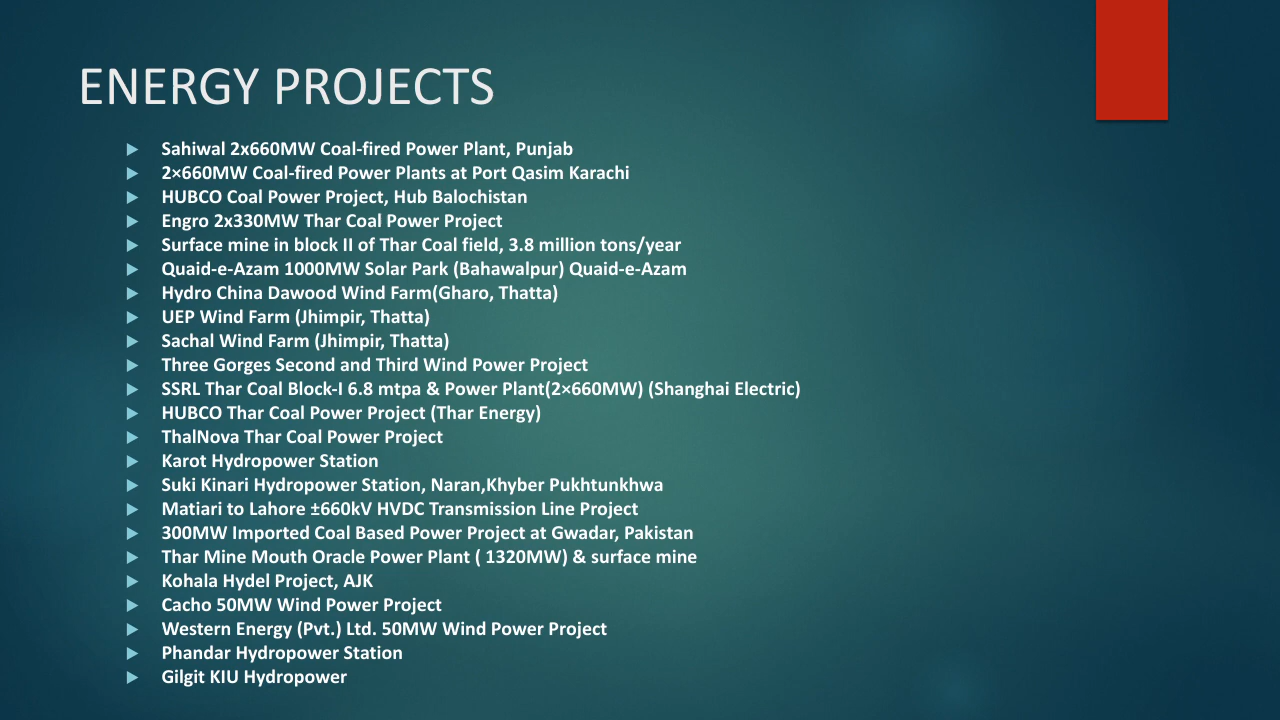 ENERGY PROJECTS
Sahiwal 2x660MW Coal-fired Power Plant, Punjab
2×660MW Coal-fired Power Plants at Port Qasim Karachi
HUBCO Coal Power Project, Hub Balochistan
Engro 2x330MW Thar Coal Power Project
Surface mine in block II of Thar Coal field, 3.8 million tons/year
Quaid-e-Azam 1000MW Solar Park (Bahawalpur) Quaid-e-Azam
Hydro China Dawood Wind Farm(Gharo, Thatta)
UEP Wind Farm (Jhimpir, Thatta)
Sachal Wind Farm (Jhimpir, Thatta)
Three Gorges Second and Third Wind Power Project
SSRL Thar Coal Block-I 6.8 mtpa & Power Plant(2×660MW) (Shanghai Electric)
HUBCO Thar Coal Power Project (Thar Energy)
ThalNova Thar Coal Power Project
Karot Hydropower Station
Suki Kinari Hydropower Station, Naran,Khyber Pukhtunkhwa
Matiari to Lahore ±660kV HVDC Transmission Line Project
300MW Imported Coal Based Power Project at Gwadar, Pakistan
Thar Mine Mouth Oracle Power Plant ( 1320MW) & surface mine
Kohala Hydel Project, AJK
Cacho 50MW Wind Power Project
Western Energy (Pvt.) Ltd. 50MW Wind Power Project
Phandar Hydropower Station
Gilgit KIU Hydropower